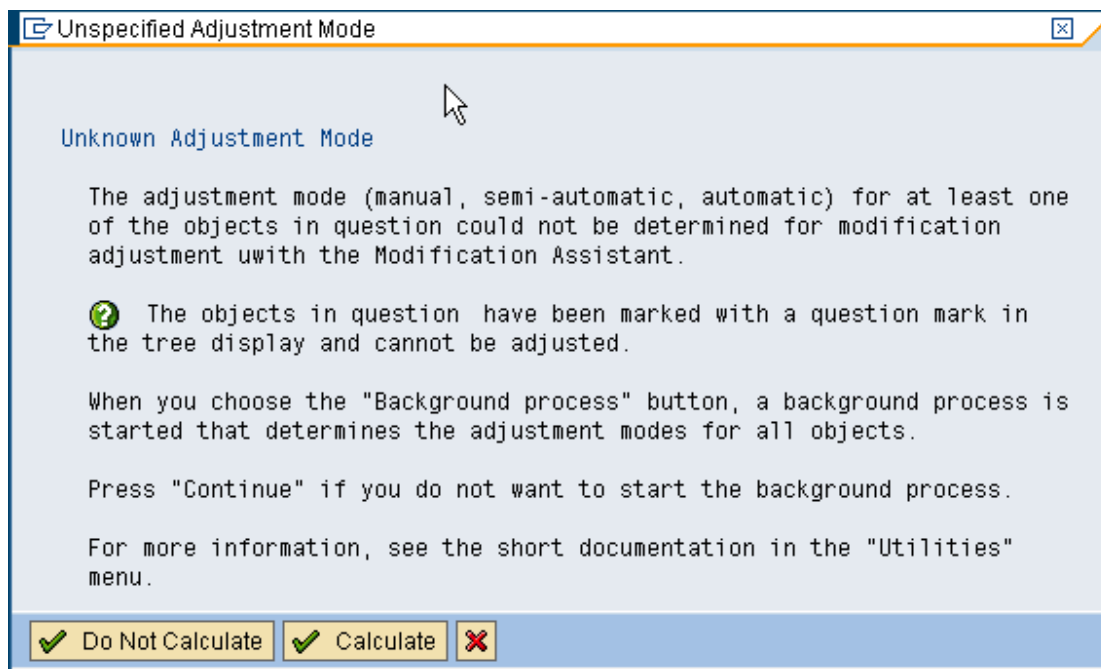 Unspecified Adjustment Mode
Unknown Adjustment Mode
The adjustment mode (manual, semi-automatic, automatic) for at least one
of the objects in question could not be determined for modification
adjustment uwith the Modification Assistant.
The objects in question have been marked with a question mark in
the tree display and cannot be adjusted.
When you choose the "Background process" button, a background process is
started that determines the adjustment modes for all objects.
Press "Continue" if you do not want to start the background process.
For more information, see the short documentation in the "Utilities"
menu.
Do Not Calculate
Calculate